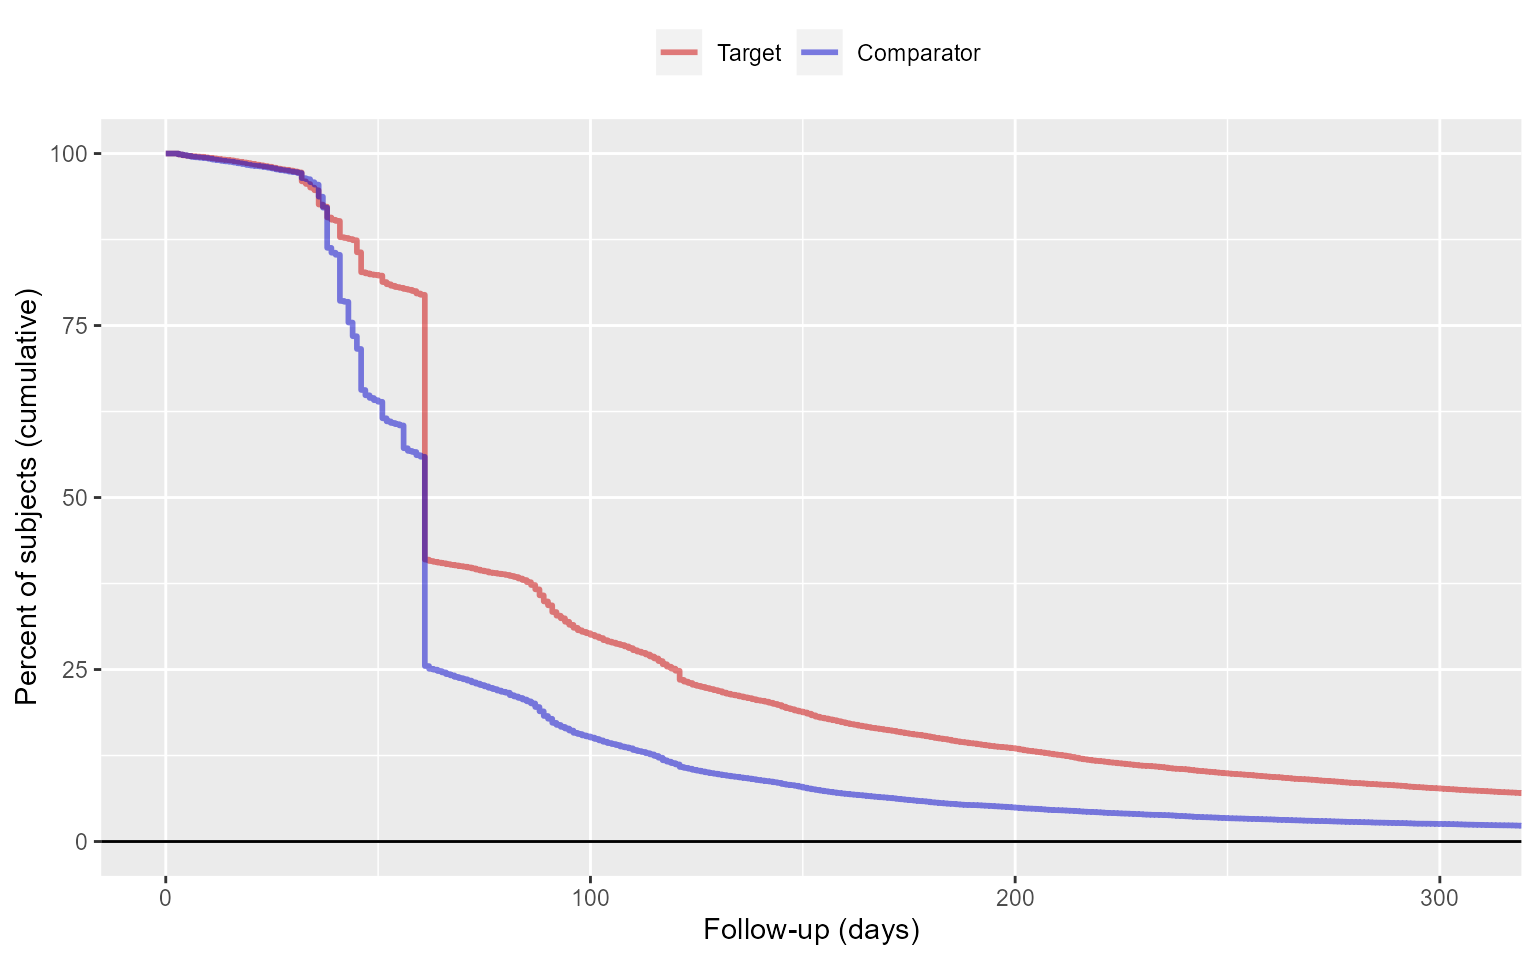 Target Comparator
Percent of subjects (cumulative)
100
75
50
25
0
0 100 200 300
Follow-up (days)